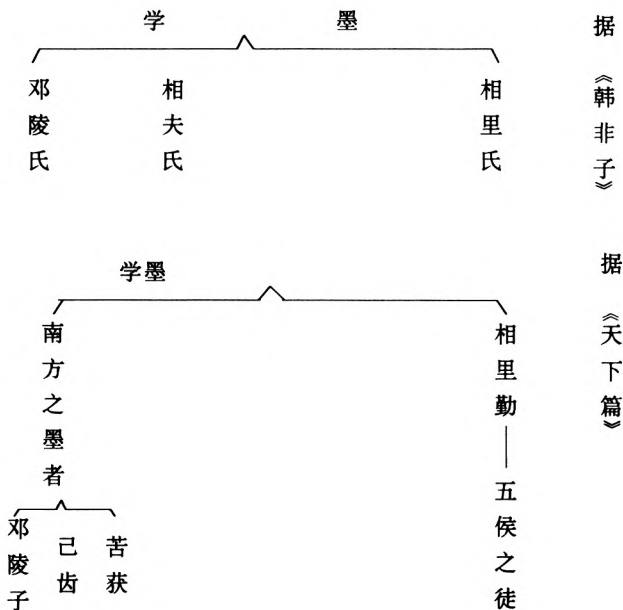 据《韩非子》
墨学
相里氏
相夫氏
邓陵氏
据《天下篇》
墨学
相里勤——五侯之徒
南方之墨者
苦获
己齿
邓陵子